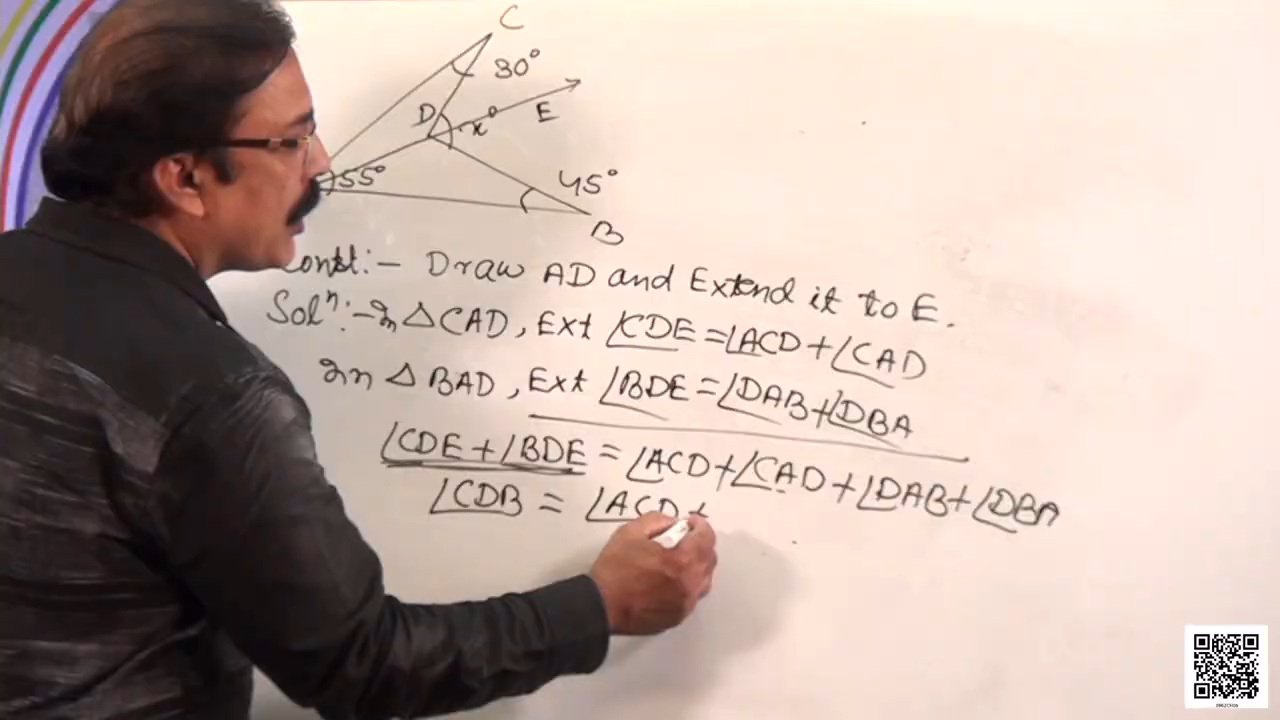 C
30°
D
x°
E
55°
45°
B
Const:- Draw AD and Extend it to E.
Solⁿ:- In △CAD, Ext ∠CDE = ∠ACD + ∠CAD
In △BAD, Ext ∠BDE = ∠DAB + ∠DBA
∠CDE + ∠BDE = ∠ACD + ∠CAD + ∠DAB + ∠DBA
∠CDB = ∠ACD +